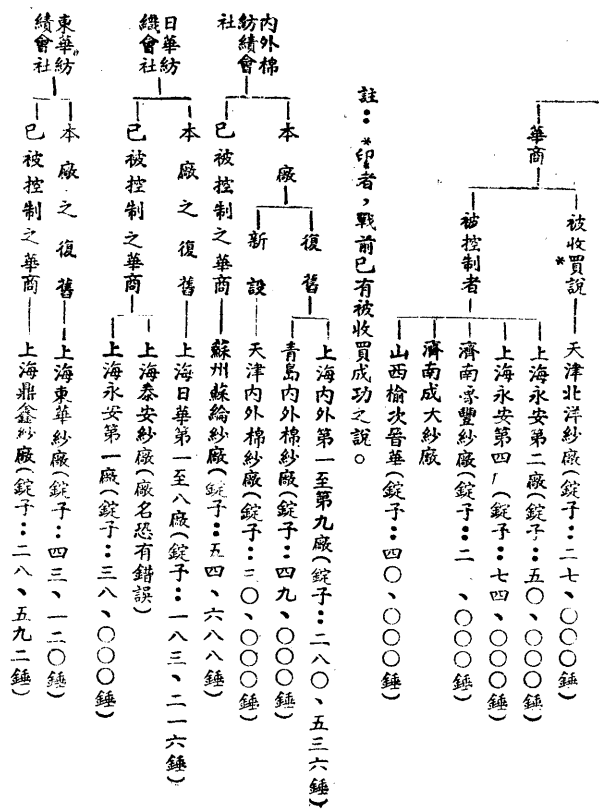 華商
被收買說*
天津北洋紗廠(錠子：二七、〇〇〇錘)
被控制者
上海永安第二廠(錠子：五〇、〇〇〇錘)
上海永安第四 (錠子：七四、〇〇〇錘)
濟南 豐紗廠(錠子：二 、〇〇〇錘)
濟南成大紗廠
山西榆次晉華(錠子：四〇、〇〇〇錘)
註：*印者，戰前已有被收買成功之說。
內外棉紡績會社
本廠
復舊
上海內外第一至第九廠(錠子：二八〇、五三六錘)
青島內外棉紗廠(錠子：四九、〇〇〇錘)
新設
天津內外棉紗廠(錠子： 〇、〇〇〇錘)
已被控制之華商
蘇州蘇綸紗廠(錠子：五四、六八八錘)
日華紡織會社
本廠之復舊
上海日華第一至八廠(錠子：一八三、二一六錘)
已被控制之華商
上海泰安紗廠(廠名恐有錯誤)
上海永安第一廠(錠子：三八、〇〇〇錘)
東華紡績會社
本廠之復舊
上海東華紗廠(錠子：四三、一二〇錘)
已被控制之華商
上海鼎鑫紗廠(錠子：二八、五九二錘)